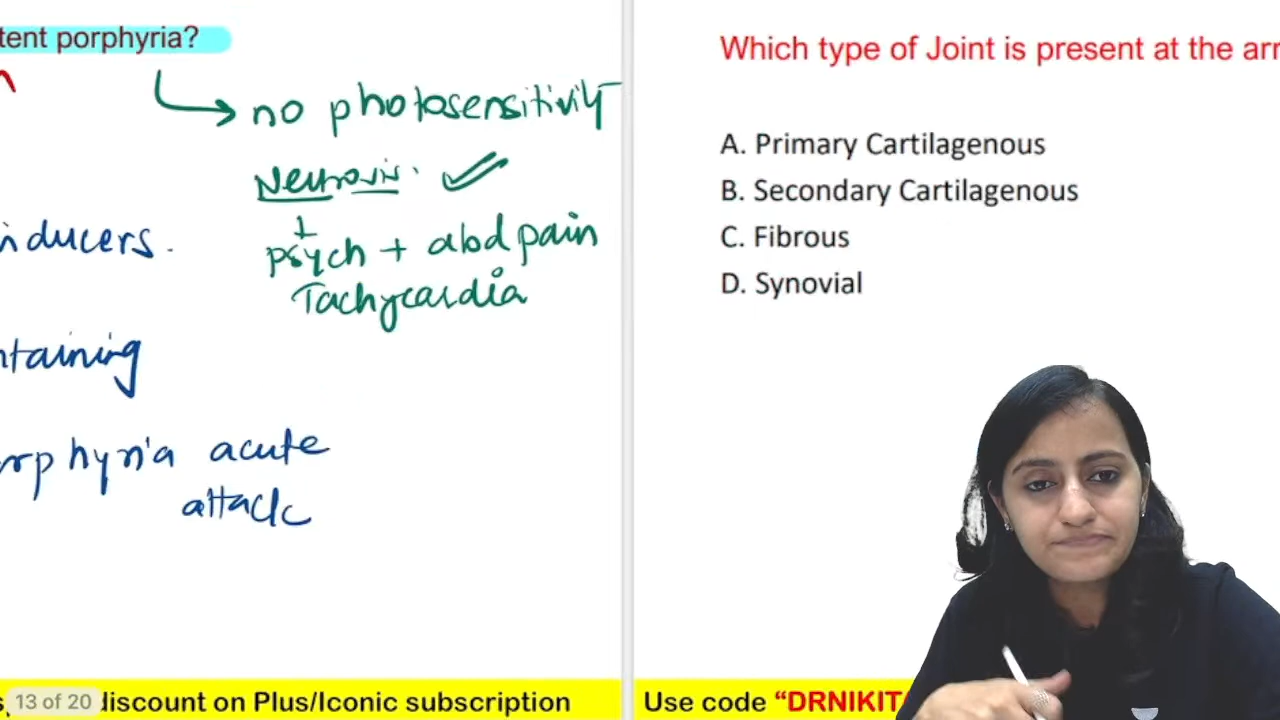 tent porphyria?
no photosensitivity
Neurovis.
+
psych + abd pain
Tachycardia
nducers.
ntaining
rphyria acute
attack
13 of 20
discount on Plus/Iconic subscription
Which type of Joint is present at the arr
A. Primary Cartilagenous
B. Secondary Cartilagenous
C. Fibrous
D. Synovial
Use code “DRNIKIT